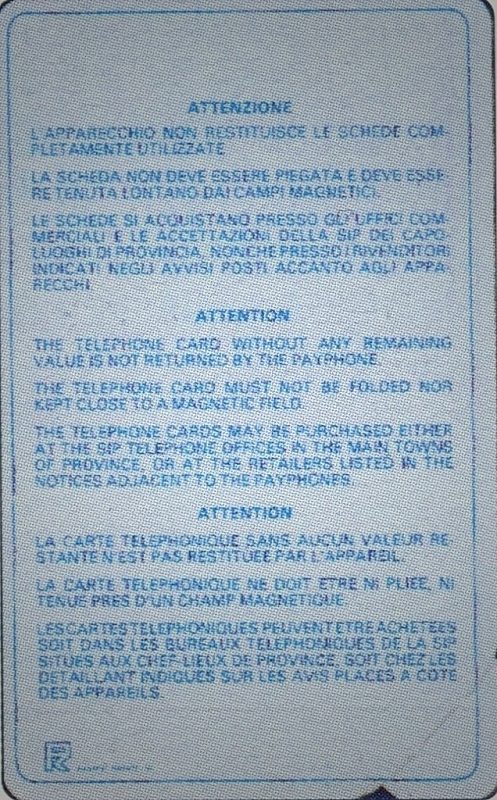 ATTENZIONE
L'APPARECCHIO NON RESTITUISCE LE SCHEDE COM-
PLETAMENTE UTILIZZATE
LA SCHEDA NON DEVE ESSERE PIEGATA E DEVE ESSE-
RE TENUTA LONTANO DAI CAMPI MAGNETICI.
LE SCHEDE SI ACQUISTANO PRESSO GLI UFFICI COM-
MERCIALI E LE ACCETTAZIONI DELLA SIP DEI CAPO-
LUOGHI DI PROVINCIA, NONCHE PRESSO I RIVENDITORI
INDICATI NEGLI AVVISI POSTI ACCANTO AGLI APPA-
RECCHI.
ATTENTION
THE TELEPHONE CARD WITHOUT ANY REMAINING
VALUE IS NOT RETURNED BY THE PAYPHONE.
THE TELEPHONE CARD MUST NOT BE FOLDED NOR
KEPT CLOSE TO A MAGNETIC FIELD.
THE TELEPHONE CARDS MAY BE PURCHASED EITHER
AT THE SIP TELEPHONE OFFICES IN THE MAIN TOWNS
OF PROVINCE, OR AT THE RETAILERS LISTED IN THE
NOTICES ADJACENT TO THE PAYPHONES.
ATTENTION
LA CARTE TELEPHONIQUE SANS AUCUN VALEUR RE-
STANTE N'EST PAS RESTITUEE PAR L'APPAREIL.
LA CARTE TELEPHONIQUE NE DOIT ETRE NI PLIEE, NI
TENUE PRES D'UN CHAMP MAGNETIQUE.
LES CARTES TELEPHONIQUES PEUVENT ETRE ACHETEES
SOIT DANS LES BUREAUX TELEPHONIQUES DE LA SIP
SITUES AUX CHEF-LIEUX DE PROVINCE, SOIT CHEZ LES
DETAILLANT INDIQUES SUR LES AVIS PLACES A COTE
DES APPAREILS.